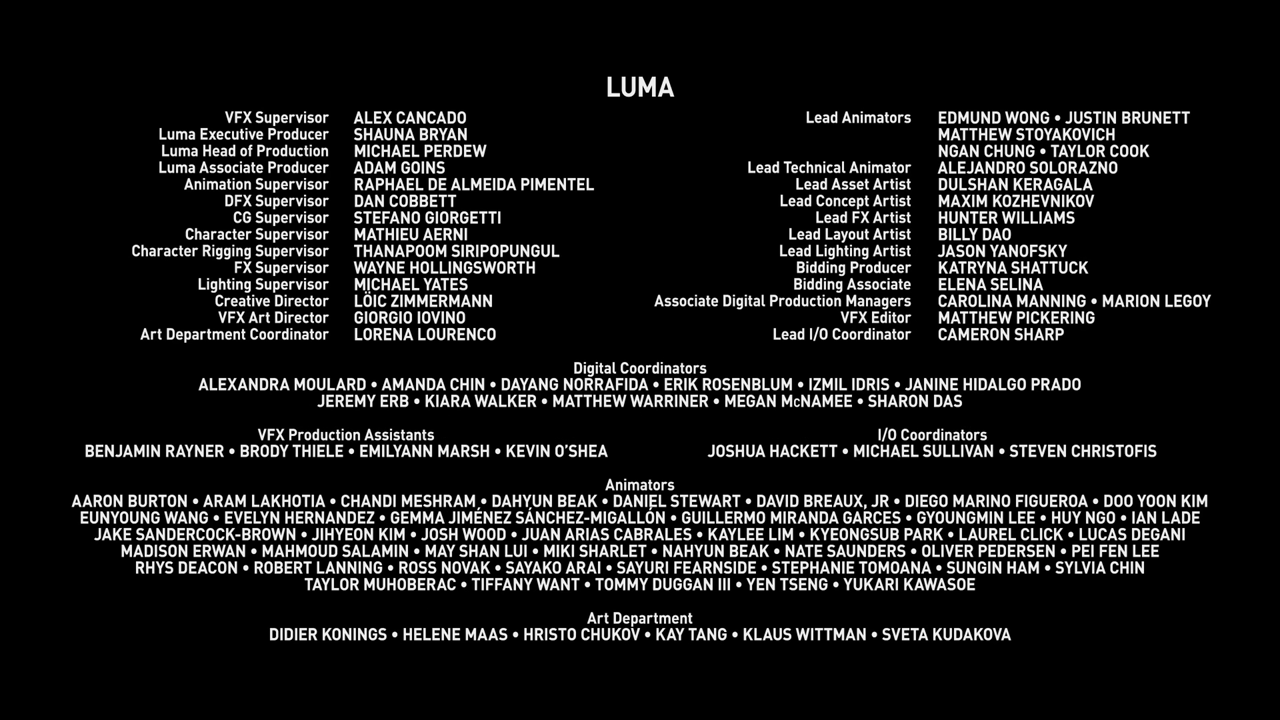 LUMA
VFX Supervisor ALEX CANCADO
Luma Executive Producer SHAUNA BRYAN
Luma Head of Production MICHAEL PERDEW
Luma Associate Producer ADAM GOINS
Animation Supervisor RAPHAEL DE ALMEIDA PIMENTEL
DFX Supervisor DAN COBBETT
CG Supervisor STEFANO GIORGETTI
Character Supervisor MATHIEU AERNI
Character Rigging Supervisor THANAPOOM SIRIPOPUNGUL
FX Supervisor WAYNE HOLLINGSWORTH
Lighting Supervisor MICHAEL YATES
Creative Director LÖIC ZIMMERMANN
VFX Art Director GIORGIO IOVINO
Art Department Coordinator LORENA LOURENCO
Lead Animators EDMUND WONG • JUSTIN BRUNETT
MATTHEW STOYAKOVICH
NGAN CHUNG • TAYLOR COOK
Lead Technical Animator ALEJANDRO SOLORAZNO
Lead Asset Artist DULSHAN KERAGALA
Lead Concept Artist MAXIM KOZHEVNIKOV
Lead FX Artist HUNTER WILLIAMS
Lead Layout Artist BILLY DAO
Lead Lighting Artist JASON YANOFSKY
Bidding Producer KATRYNA SHATTUCK
Bidding Associate ELENA SELINA
Associate Digital Production Managers CAROLINA MANNING • MARION LEGOY
VFX Editor MATTHEW PICKERING
Lead I/O Coordinator CAMERON SHARP
Digital Coordinators
ALEXANDRA MOULARD • AMANDA CHIN • DAYANG NORRAFIDA • ERIK ROSENBLUM • IZMIL IDRIS • JANINE HIDALGO PRADO
JEREMY ERB • KIARA WALKER • MATTHEW WARRINER • MEGAN McNAMEE • SHARON DAS
VFX Production Assistants
BENJAMIN RAYNER • BRODY THIELE • EMILYANN MARSH • KEVIN O'SHEA
I/O Coordinators
JOSHUA HACKETT • MICHAEL SULLIVAN • STEVEN CHRISTOFIS
Animators
AARON BURTON • ARAM LAKHOTIA • CHANDI MESHRAM • DAHYUN BEAK • DANIEL STEWART • DAVID BREAUX, JR • DIEGO MARINO FIGUEROA • DOO YOON KIM
EUNYOUNG WANG • EVELYN HERNANDEZ • GEMMA JIMÉNEZ SÁNCHEZ-MIGALLÓN • GUILLERMO MIRANDA GARCES • GYOUNGMIN LEE • HUY NGO • IAN LADE
JAKE SANDERCOCK-BROWN • JIHYEON KIM • JOSH WOOD • JUAN ARIAS CABRALES • KAYLEE LIM • KYEONGSUB PARK • LAUREL CLICK • LUCAS DEGANI
MADISON ERWAN • MAHMOUD SALAMIN • MAY SHAN LUI • MIKI SHARLET • NAHYUN BEAK • NATE SAUNDERS • OLIVER PEDERSEN • PEI FEN LEE
RHYS DEACON • ROBERT LANNING • ROSS NOVAK • SAYAKO ARAI • SAYURI FEARNSIDE • STEPHANIE TOMOANA • SUNGIN HAM • SYLVIA CHIN
TAYLOR MUHOBERAC • TIFFANY WANT • TOMMY DUGGAN III • YEN TSENG • YUKARI KAWASOE
Art Department
DIDIER KONINGS • HELENE MAAS • HRISTO CHUKOV • KAY TANG • KLAUS WITTMAN • SVETA KUDAKOVA